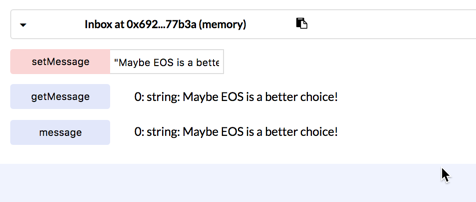 Inbox at 0x692...77b3a (memory)
setMessage "Maybe EOS is a bette
getMessage 0: string: Maybe EOS is a better choice!
message 0: string: Maybe EOS is a better choice!